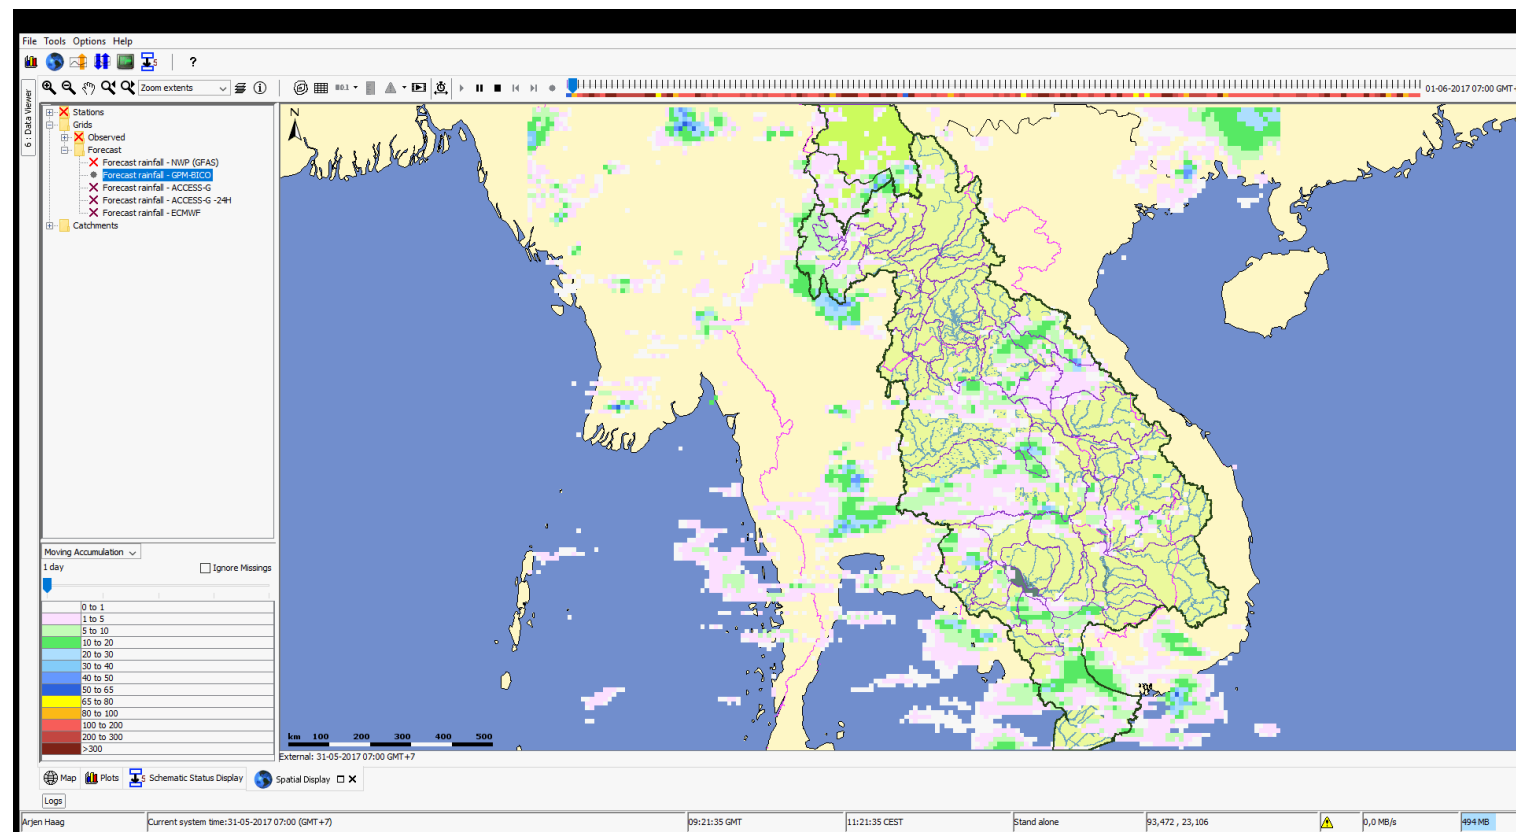 File Tools Options Help
5 ?
Zoom extents
80.1
01-06-2017 07:00 GMT+
6 : Data Viewer
Stations
Grids
Observed
Forecast
Forecast rainfall - NWP (GFAS)
Forecast rainfall - GPM-BICO
Forecast rainfall - ACCESS-G
Forecast rainfall - ACCESS-G -24H
Forecast rainfall - ECMWF
Catchments
N
Moving Accumulation
1 day Ignore Missings
0 to 1
1 to 5
5 to 10
10 to 20
20 to 30
30 to 40
40 to 50
50 to 65
65 to 80
80 to 100
100 to 200
200 to 300
>300
km 100 200 300 400 500
External: 31-05-2017 07:00 GMT+7
Map Plots 5 Schematic Status Display Spatial Display
Logs
Arjen Haag Current system time:31-05-2017 07:00 (GMT+7) 09:21:35 GMT 11:21:35 CEST Stand alone 93,472 , 23,106 0,0 MB/s 494 MB